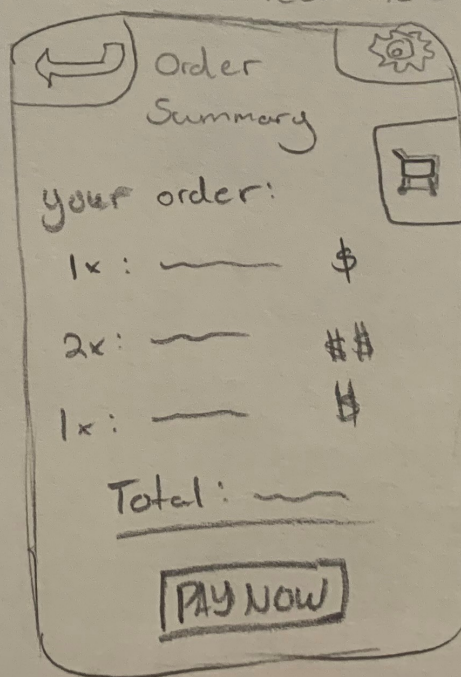 Order
Summary
your order:
1x: $
2x: $$
1x: $
Total:
PAY NOW